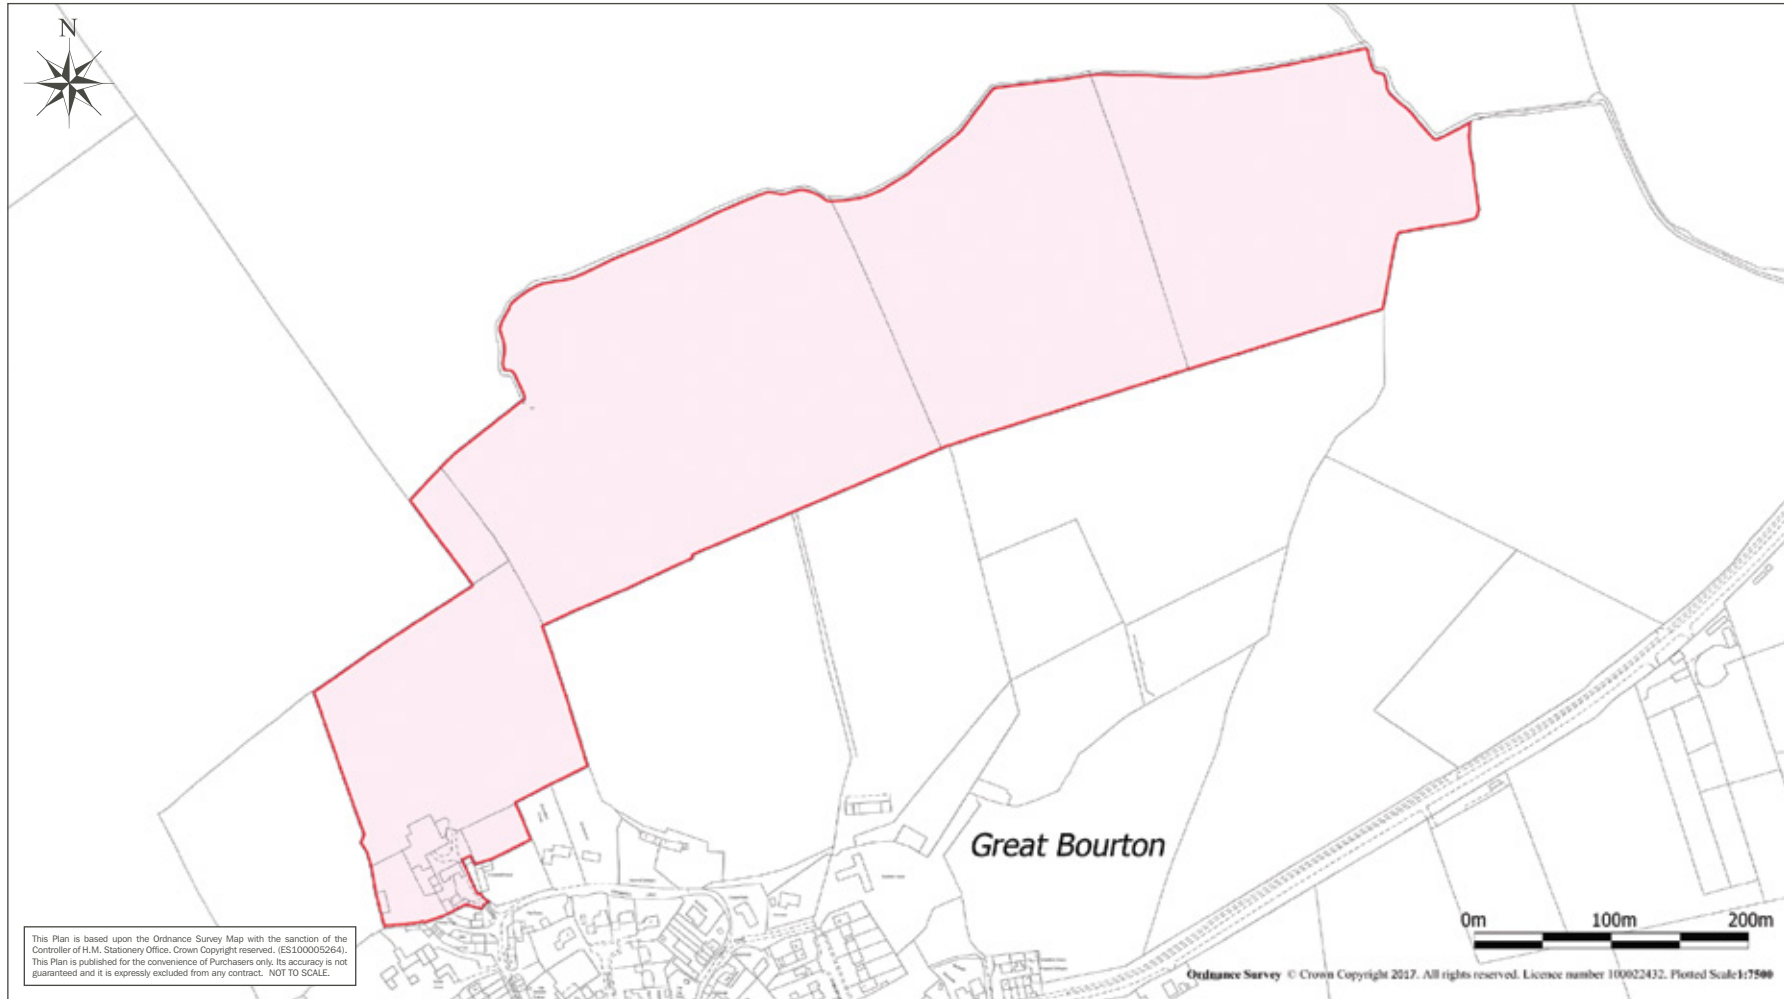 N
Great Bourton
0m 100m 200m
This Plan is based upon the Ordnance Survey Map with the sanction of the
Controller of H.M. Stationery Office. Crown Copyright reserved. (ES100005264).
This Plan is published for the convenience of Purchasers only. Its accuracy is not
guaranteed and it is expressly excluded from any contract. NOT TO SCALE.
Ordnance Survey © Crown Copyright 2017. All rights reserved. Licence number 100022432. Plotted Scale1:7500